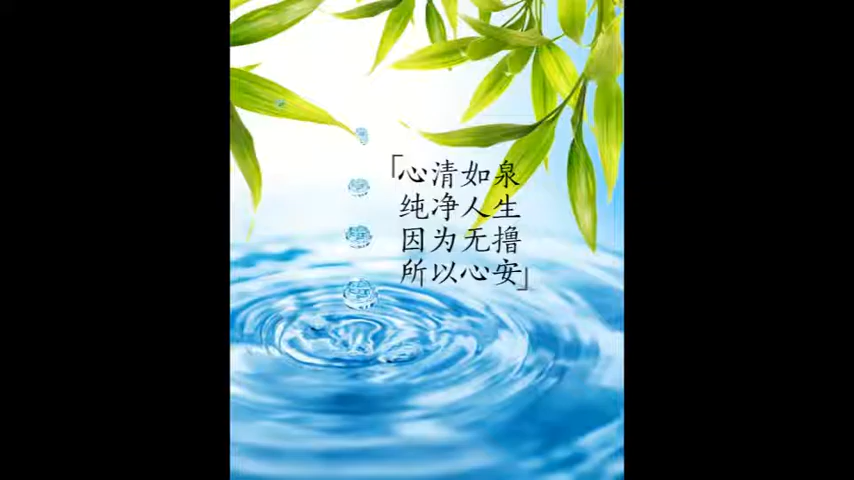 「心清如泉
纯净人生
因为无撸
所以心安」